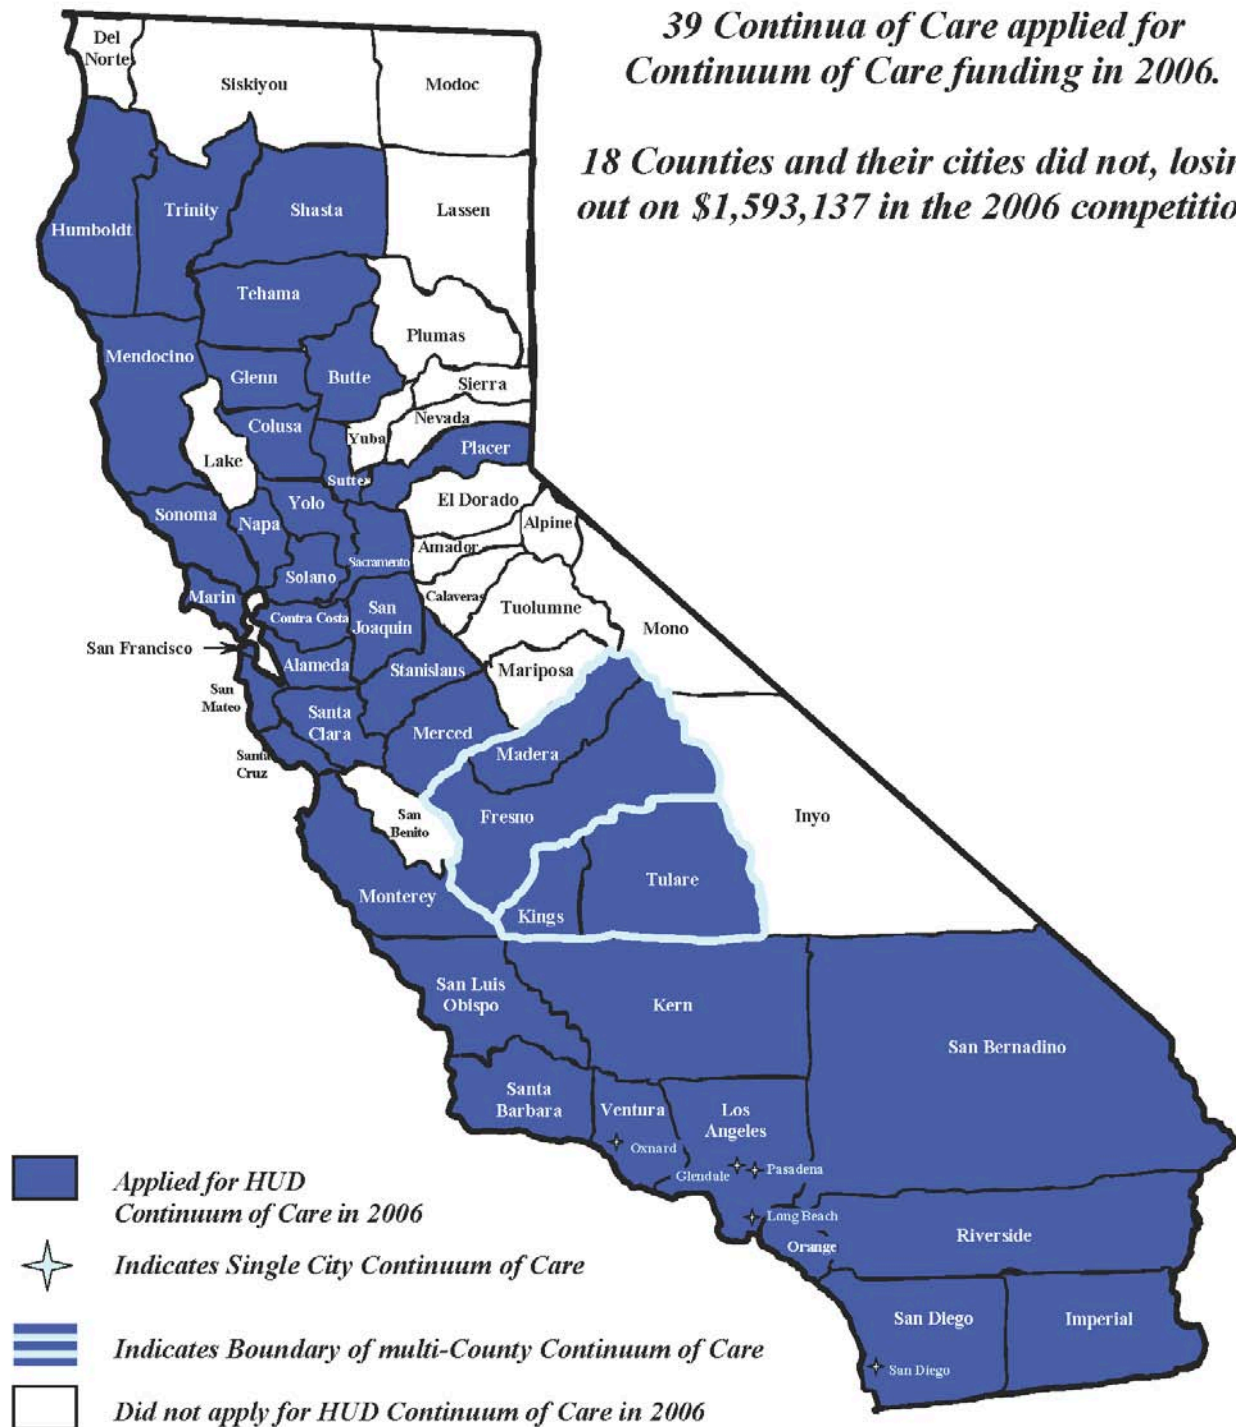 39 Continua of Care applied for
Continuum of Care funding in 2006.
18 Counties and their cities did not, losin
out on $1,593,137 in the 2006 competitio
Del
Norte
Siskiyou
Modoc
Humboldt
Trinity
Shasta
Lassen
Tehama
Plumas
Mendocino
Glenn
Butte
Sierra
Nevada
Colusa
Yuba
Placer
Lake
Sutter
Yolo
El Dorado
Sonoma
Napa
Alpine
Amador
Sacramento
Solano
Marin
Calaveras
Contra Costa
San
Joaquin
Tuolumne
Mono
San Francisco
Alameda
Stanislaus
Mariposa
San
Mateo
Santa
Clara
Merced
Madera
Santa
Cruz
San
Benito
Fresno
Inyo
Tulare
Monterey
Kings
San Luis
Obispo
Kern
San Bernadino
Santa
Barbara
Ventura
Los
Angeles
Oxnard
Glendule
Pasadena
Long Beach
Orange
Riverside
San Diego
Imperial
San Diego
Applied for HUD
Continuum of Care in 2006
Indicates Single City Continuum of Care
Indicates Boundary of multi-County Continuum of Care
Did not apply for HUD Continuum of Care in 2006